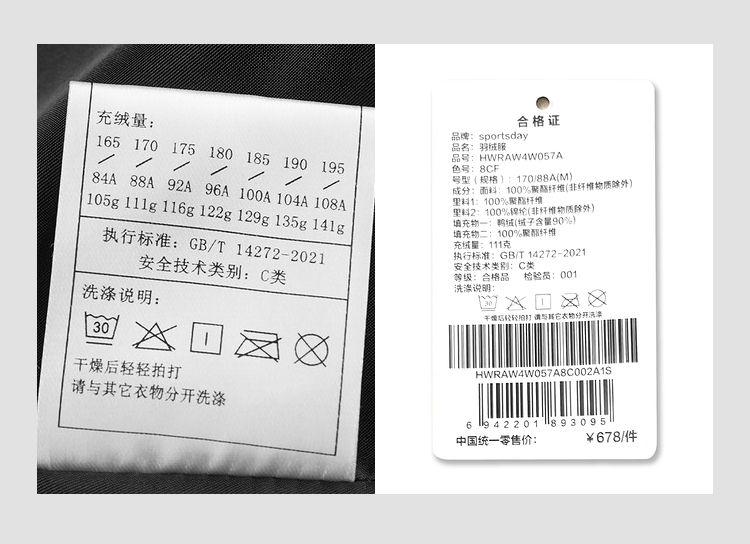 充绒量：
165 170 175 180 185 190 195
84A 88A 92A 96A 100A 104A 108A
105g 111g 116g 122g 129g 135g 141g
执行标准：GB/T 14272-2021
安全技术类别：C类
洗涤说明：
30
干燥后轻轻拍打
请与其它衣物分开洗涤
合格证
品牌：sportsday
品名：羽绒服
品号：HWRAW4W057A
色号：8CF
号型（规格）：170/88A(M)
成分：面料：100%聚酯纤维(非纤维物质除外)
里料1：100%聚酯纤维
里料2：100%锦纶(非纤维物质除外)
填充物一：鸭绒(绒子含量90%)
填充物二：100%聚酯纤维
充绒量：111克
执行标准：GB/T 14272-2021
安全技术类别：C类
等级：合格品 检验员：001
洗涤说明：
干燥后轻轻拍打 请与其它衣物分开洗涤
HWRAW4W057A8C002A1S
6 942201 893095
中国统一零售价： ¥678/件